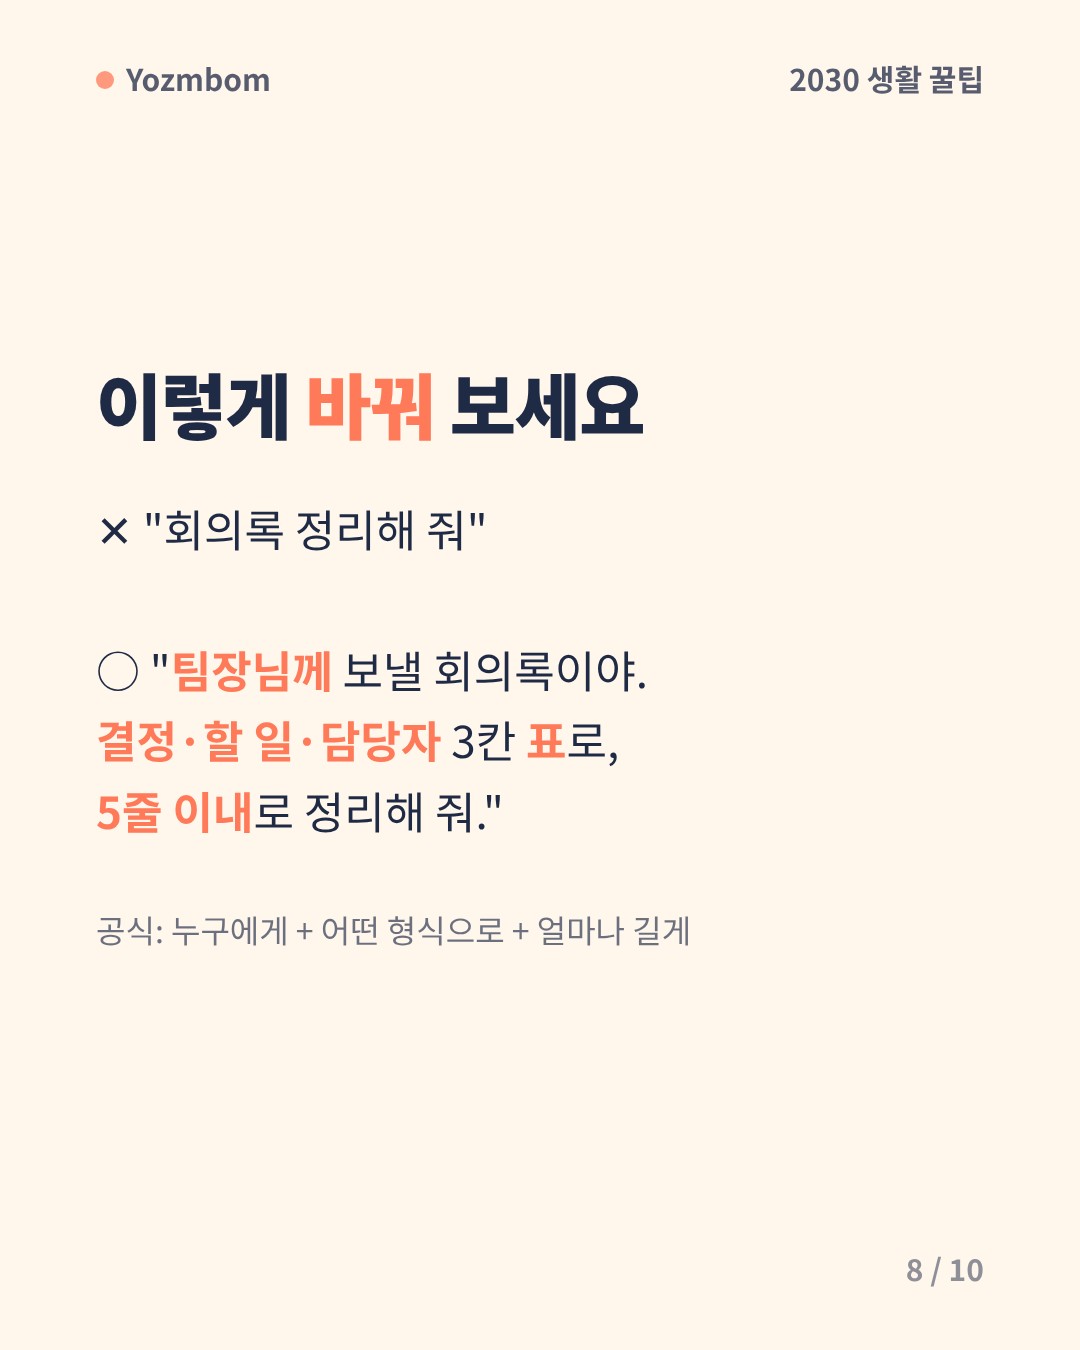 Yozmbom
2030 생활 꿀팁
이렇게 바꿔 보세요
✕ "회의록 정리해 줘"
○ "팀장님께 보낼 회의록이야.
결정·할 일·담당자 3칸 표로,
5줄 이내로 정리해 줘."
공식: 누구에게 + 어떤 형식으로 + 얼마나 길게
8 / 10